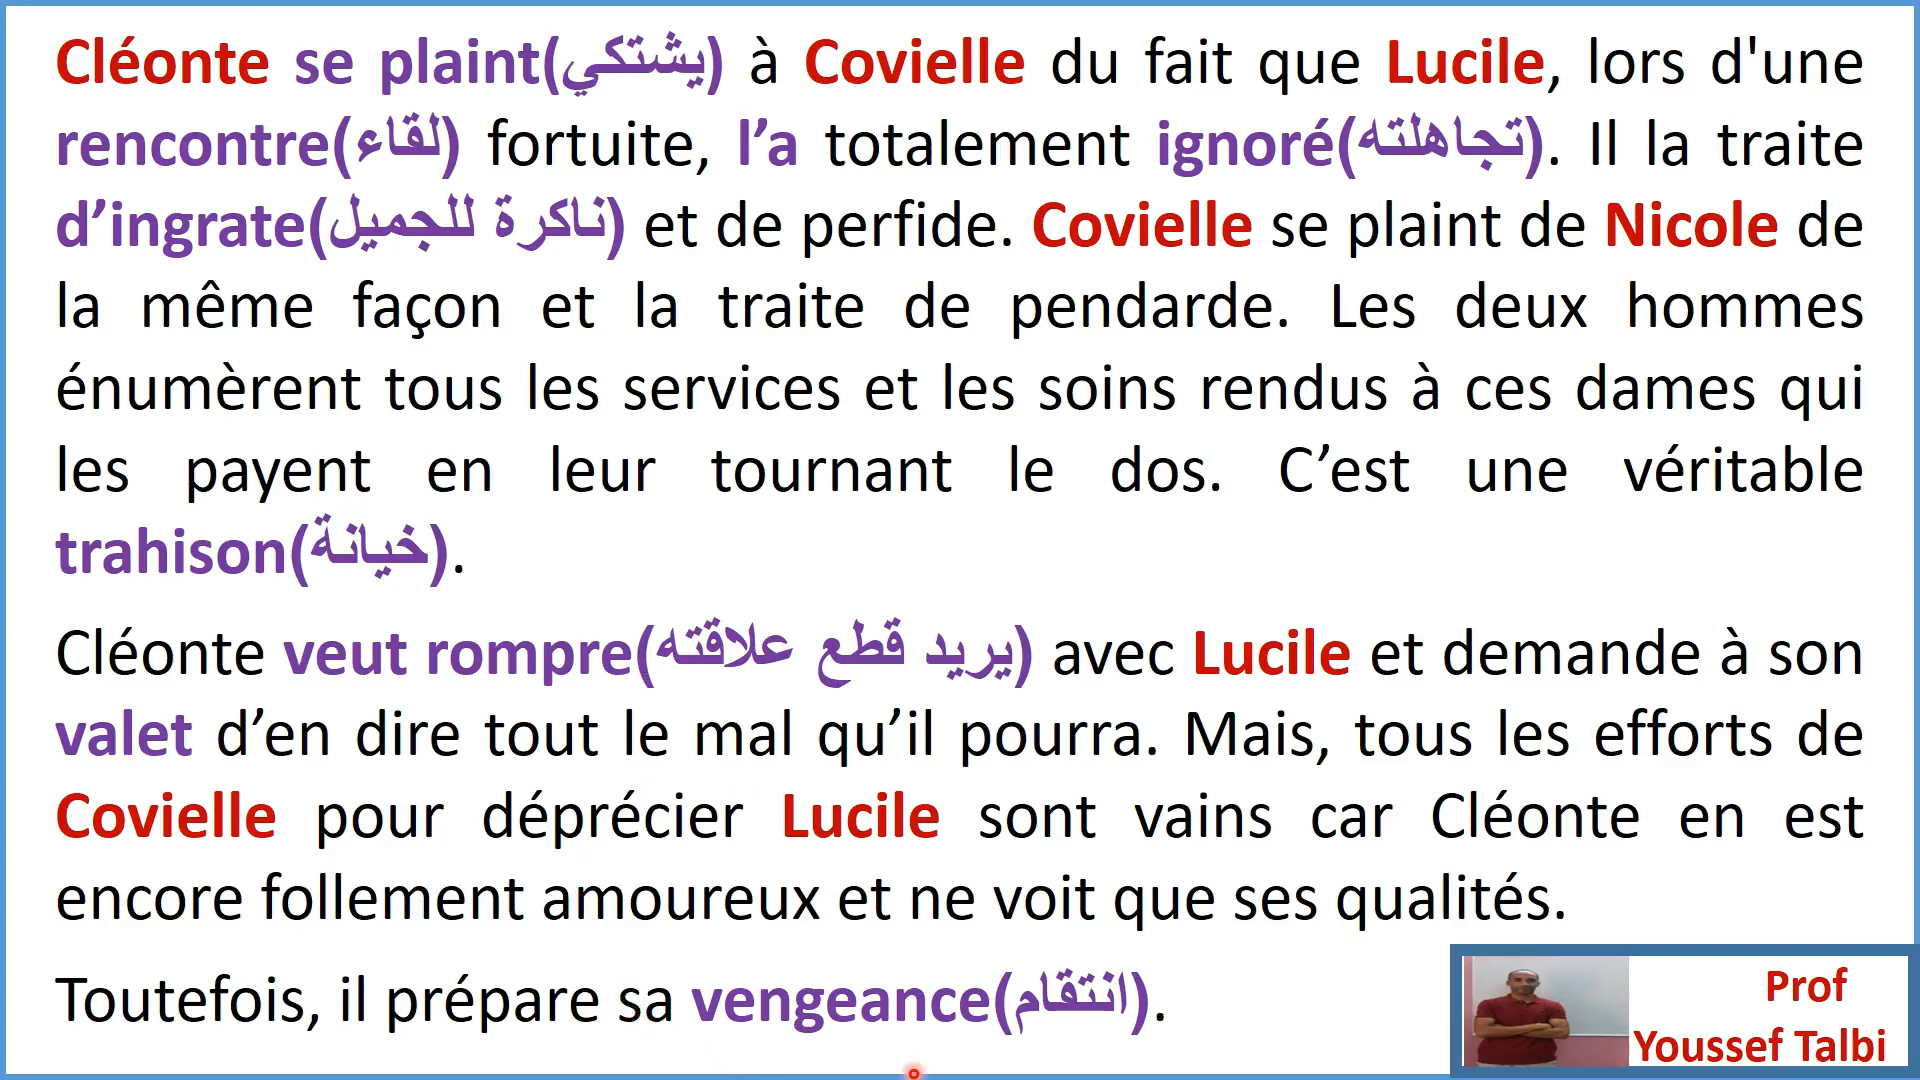 Cléonte se plaint(يشتكي) à Covielle du fait que Lucile, lors d'une
rencontre(لقاء) fortuite, l’a totalement ignoré(تجاهلته). Il la traite
d’ingrate(ناكرة للجميل) et de perfide. Covielle se plaint de Nicole de
la même façon et la traite de pendarde. Les deux hommes
énumèrent tous les services et les soins rendus à ces dames qui
les payent en leur tournant le dos. C’est une véritable
trahison(خيانة).
Cléonte veut rompre(يريد قطع علاقته) avec Lucile et demande à son
valet d’en dire tout le mal qu’il pourra. Mais, tous les efforts de
Covielle pour déprécier Lucile sont vains car Cléonte en est
encore follement amoureux et ne voit que ses qualités.
Toutefois, il prépare sa vengeance(انتقام).
Prof
Youssef Talbi